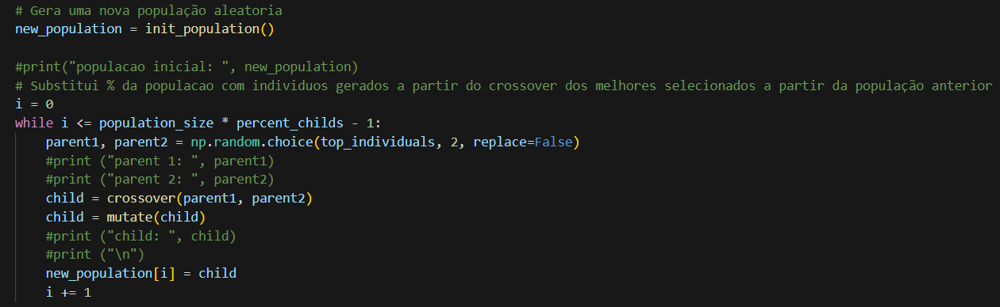 # Gera uma nova população aleatoria
new_population = init_population()
#print("populacao inicial: ", new_population)
# Substitui % da populacao com individuos gerados a partir do crossover dos melhores selecionados a partir da população anterior
i = 0
while i <= population_size * percent_childs - 1:
    parent1, parent2 = np.random.choice(top_individuals, 2, replace=False)
    #print ("parent 1: ", parent1)
    #print ("parent 2: ", parent2)
    child = crossover(parent1, parent2)
    child = mutate(child)
    #print ("child: ", child)
    #print ("\n")
    new_population[i] = child
    i += 1